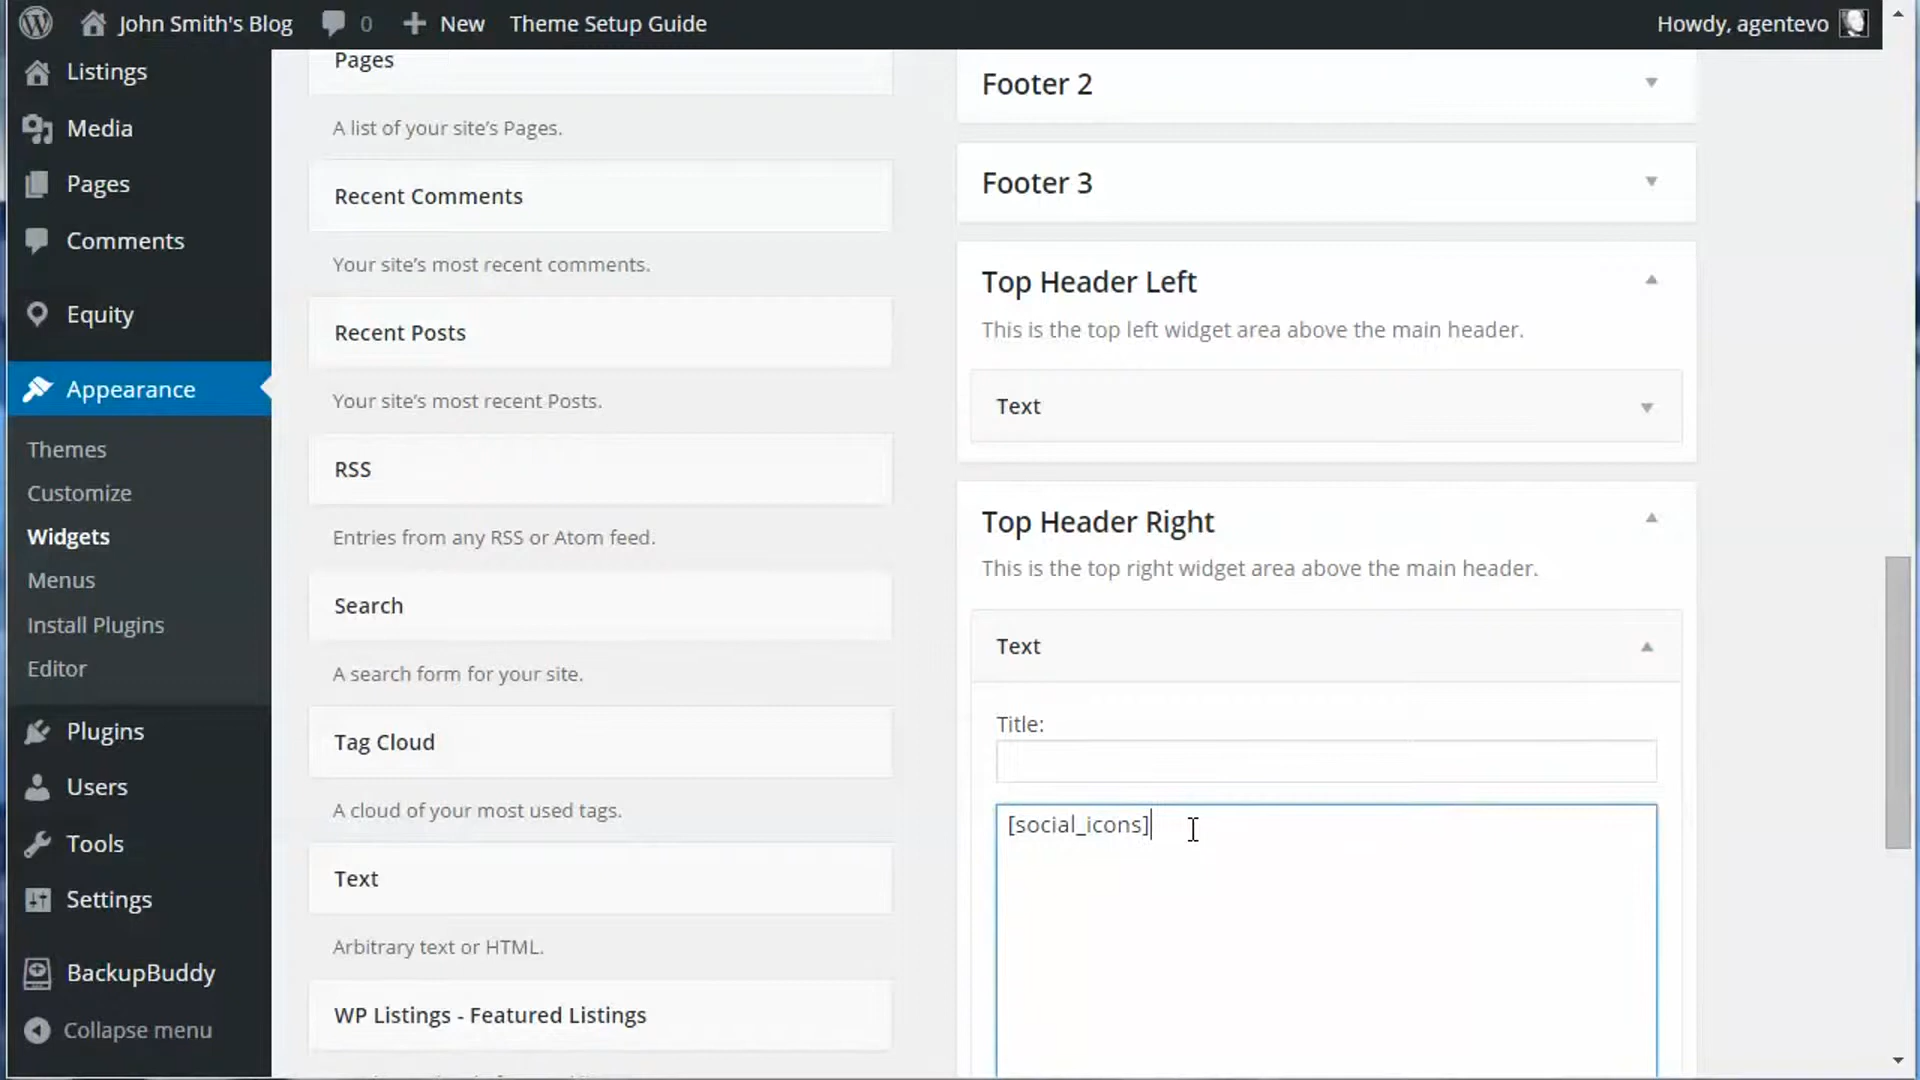 John Smith's Blog
0
New
Theme Setup Guide
Howdy, agentevo
Listings
Media
Pages
Comments
Equity
Appearance
Themes
Customize
Widgets
Menus
Install Plugins
Editor
Plugins
Users
Tools
Settings
BackupBuddy
Collapse menu
Pages
A list of your site's Pages.
Recent Comments
Your site's most recent comments.
Recent Posts
Your site's most recent Posts.
RSS
Entries from any RSS or Atom feed.
Search
A search form for your site.
Tag Cloud
A cloud of your most used tags.
Text
Arbitrary text or HTML.
WP Listings - Featured Listings
Footer 2
Footer 3
Top Header Left
This is the top left widget area above the main header.
Text
Top Header Right
This is the top right widget area above the main header.
Text
Title:
[social_icons]